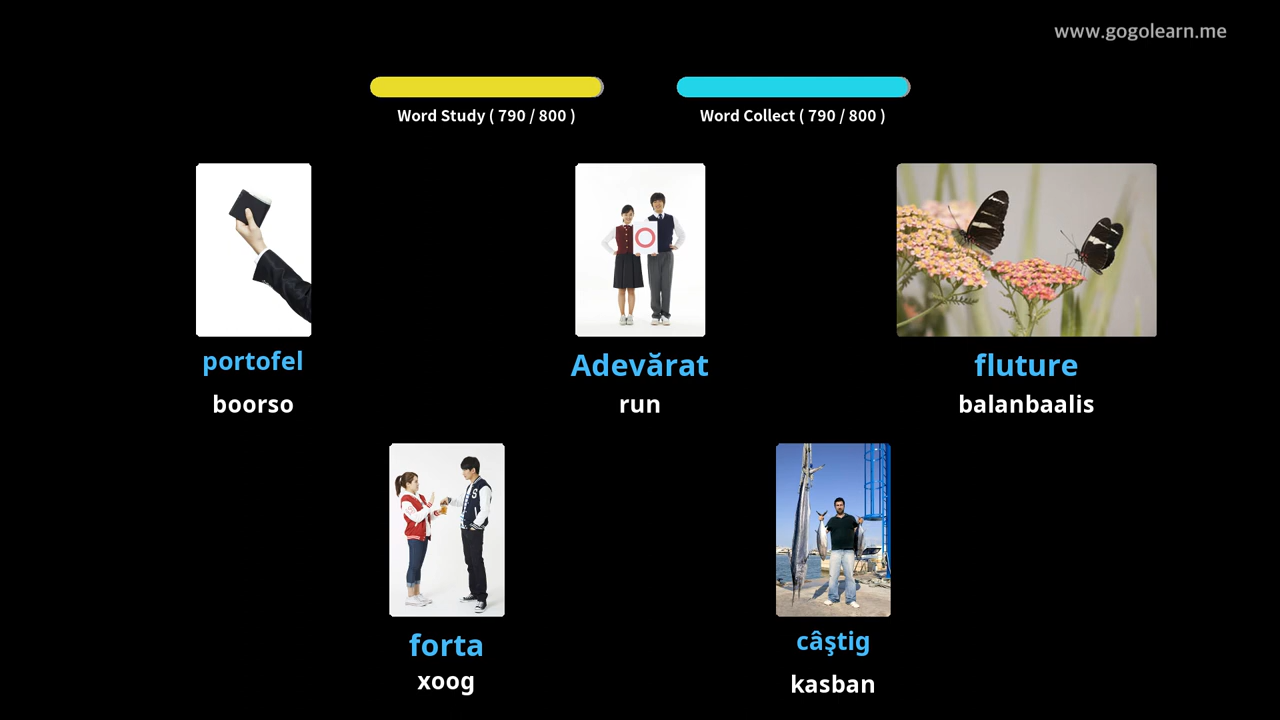 www.gogolearn.me
Word Study ( 790 / 800 )
Word Collect ( 790 / 800 )
portofel
boorso
Adevărat
run
fluture
balanbaalis
forta
xoog
câştig
kasban